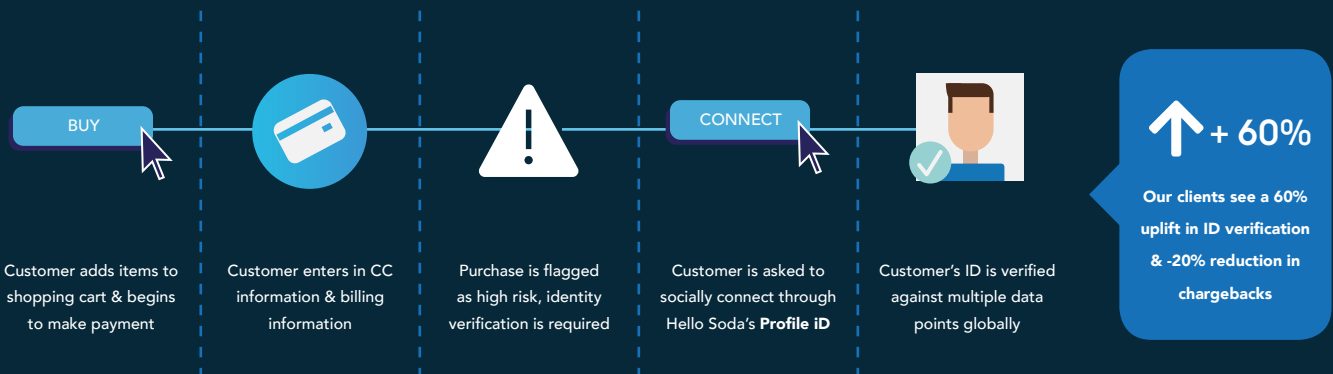 BUY
Customer adds items to
shopping cart & begins
to make payment
Customer enters in CC
information & billing
information
Purchase is flagged
as high risk, identity
verification is required
CONNECT
Customer is asked to
socially connect through
Hello Soda's Profile iD
Customer's ID is verified
against multiple data
points globally
+ 60%
Our clients see a 60%
uplift in ID verification
& -20% reduction in
chargebacks